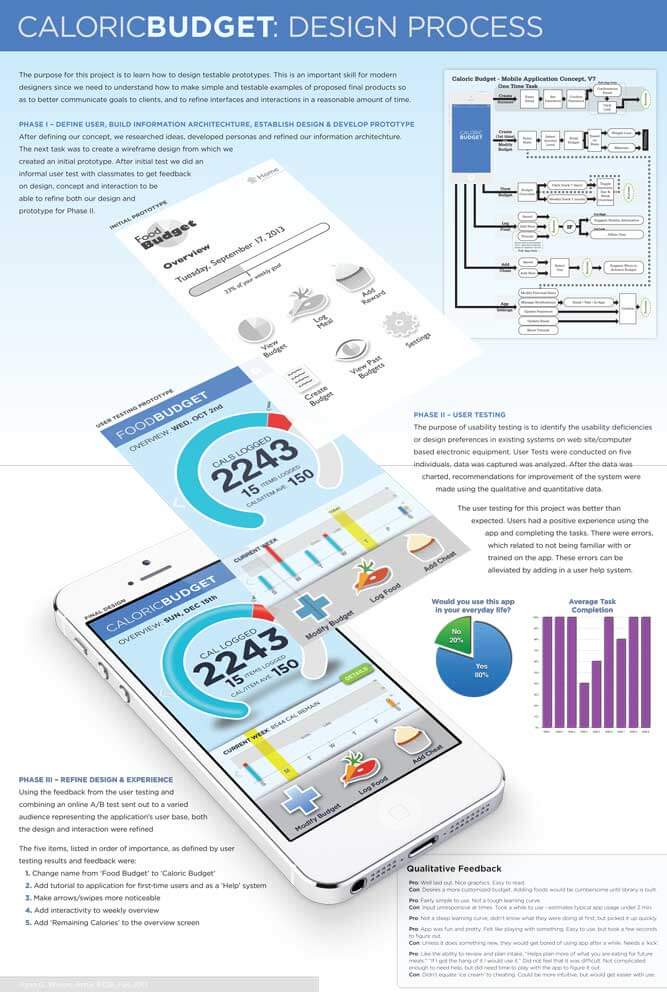 CALORICBUDGET: DESIGN PROCESS
The purpose for this project is to learn how to design testable prototypes. This is an important skill for modern
designers since we need to understand how to make simple and testable examples of proposed final products so
as to better communicate goals to clients, and to refine interfaces and interactions in a reasonable amount of time.
PHASE I – DEFINE USER, BUILD INFORMATION ARCHITECHTURE, ESTABLISH DESIGN & DEVELOP PROTOTYPE
After defining our concept, we researched ideas, developed personas and refined our information architechture.
The next task was to create a wireframe design from which we
created an initial prototype. After initial test we did an
informal user test with classmates to get feedback
on design, concept and interaction to be
able to refine both our design and
prototype for Phase II.
Caloric Budget - Mobile Application Concept, V7
One Time Task
CALORIC
BUDGET
Create
Create
Modify
Budget
View
Budget
Log
Food
Add
Cheat
App
Settings
IF
INITIAL PROTOTYPE
Home
Food
Budget
Overview
Tuesday, September 17, 2013
33% of your weekly goal
View
Budget
Log
Meal
Add
Reward
Create
Budget
View Past
Budgets
Settings
USER TESTING PROTOTYPE
FOODBUDGET
OVERVIEW: WED, OCT 2nd
CALS LOGGED
2243
15 ITEMS LOGGED
CALS/ITEM AVE. 150
CURRENT WEEK
Modify Budget
Log Food
Add Cheat
PHASE II – USER TESTING
The purpose of usability testing is to identify the usability deficiencies
or design preferences in existing systems on web site/computer
based electronic equipment. User Tests were conducted on five
individuals, data was captured was analyzed. After the data was
charted, recommendations for improvement of the system were
made using the qualitative and quantitative data.
The user testing for this project was better than
expected. Users had a positive experience using the
app and completing the tasks. There were errors,
which related to not being familiar with or
trained on the app. These errors can be
alleviated by adding in a user help system.
Would you use this app
in your everyday life?
No
20%
Yes
80%
Average Task
Completion
FINAL DESIGN
CALORICBUDGET
OVERVIEW: SUN, DEC 15th
CAL LOGGED
2243
15 ITEMS LOGGED
CAL/ITEM AVE. 150
DETAILS
CURRENT WEEK 8544 CAL REMAIN
S
M
T
W
T
F
Modify Budget
Log Food
Add Cheat
PHASE III – REFINE DESIGN & EXPERIENCE
Using the feedback from the user testing and
combining an online A/B test sent out to a varied
audience representing the application's user base, both
the design and interaction were refined
The five items, listed in order of importance, as defined by user
testing results and feedback were:
1. Change name from 'Food Budget' to 'Caloric Budget'
2. Add tutorial to application for first-time users and as a 'Help' system
3. Make arrows/swipes more noticeable
4. Add interactivity to weekly overview
5. Add 'Remaining Calories' to the overview screen
Qualitative Feedback
Pro: Well laid out. Nice graphics. Easy to read.
Con: Desires a more customized budget. Adding foods would be cumbersome until library is built.
Pro: Fairly simple to use. Not a tough learning curve.
Con: Input unresponsive at times. Took a while to use - estimates typical app usage under 2 min.
Pro: Not a steep learning curve, didn't know what they were doing at first, but picked it up quickly.
Pro: App was fun and pretty. Felt like playing with something. Easy to use, but took a few seconds
to figure out.
Con: Unless it does something new, they would get bored of using app after a while. Needs a 'kick'.
Pro: Like the ability to review and plan intake. "Helps plan more of what you are eating for future
meals." "If I get the hang of it I would use it." Did not feel that it was difficult. Not complicated
enough to need help, but did need time to play with the app to figure it out.
Con: Didn't equate 'ice cream' to cheating. Could be more intuitive, but would get easier with use.